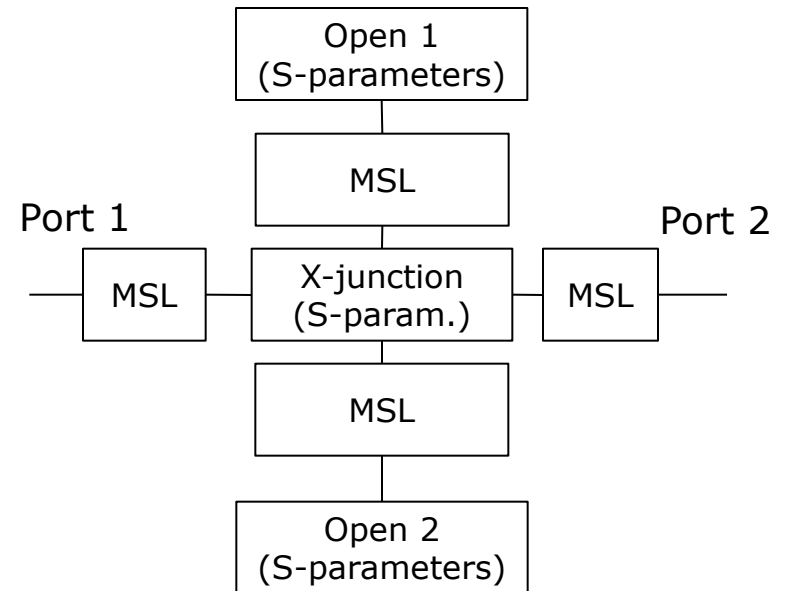 Open 1
(S-parameters)
MSL
Port 1
Port 2
MSL
X-junction
(S-param.)
MSL
MSL
Open 2
(S-parameters)